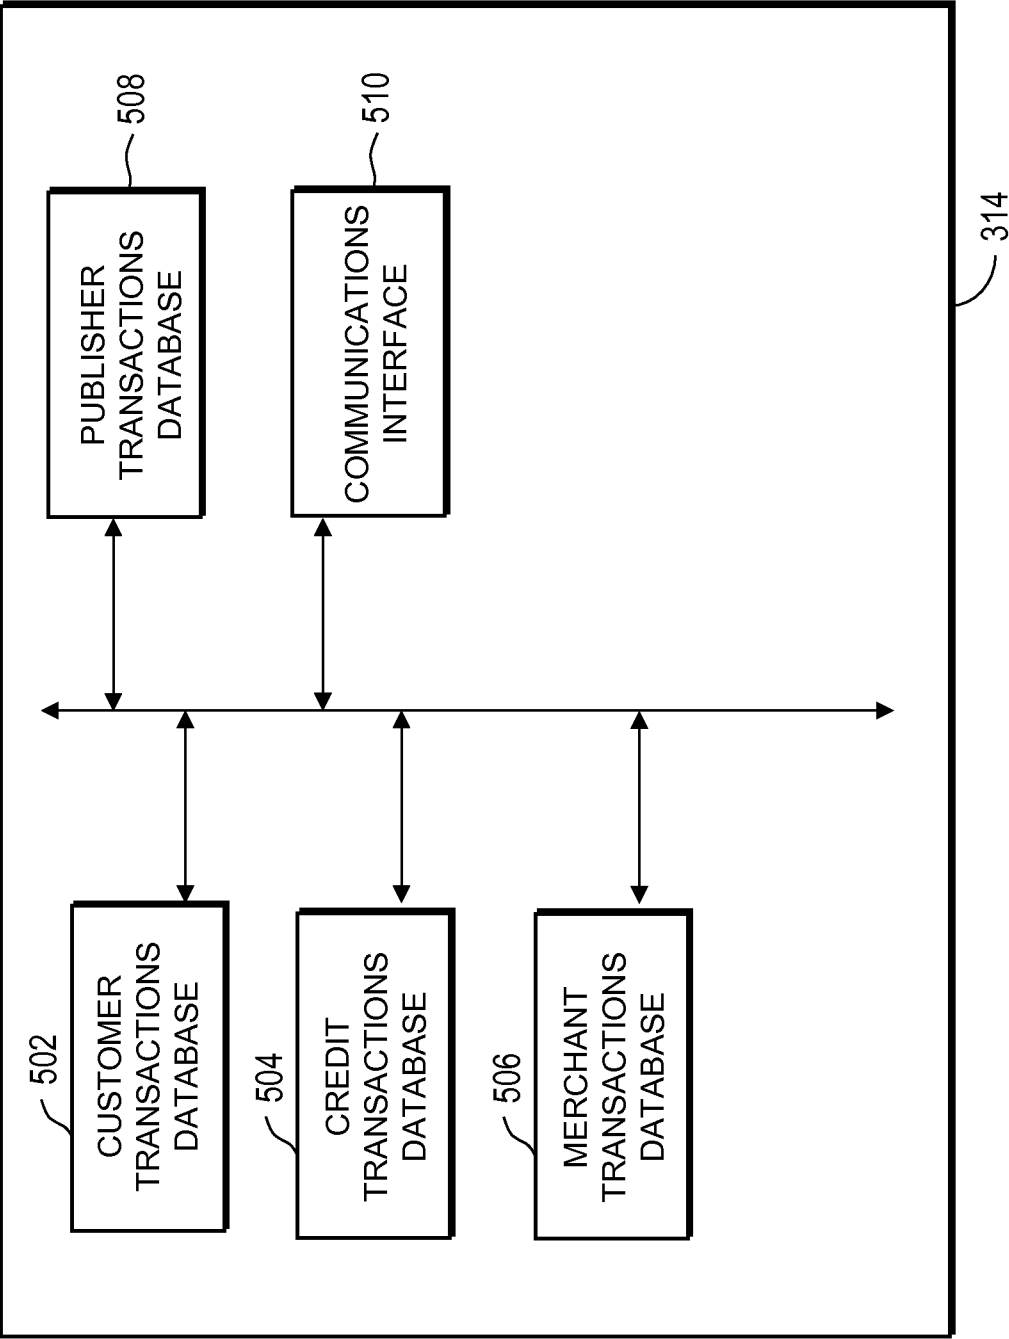 502
CUSTOMER
TRANSACTIONS
DATABASE
504
CREDIT
TRANSACTIONS
DATABASE
506
MERCHANT
TRANSACTIONS
DATABASE
508
PUBLISHER
TRANSACTIONS
DATABASE
510
COMMUNICATIONS
INTERFACE
314